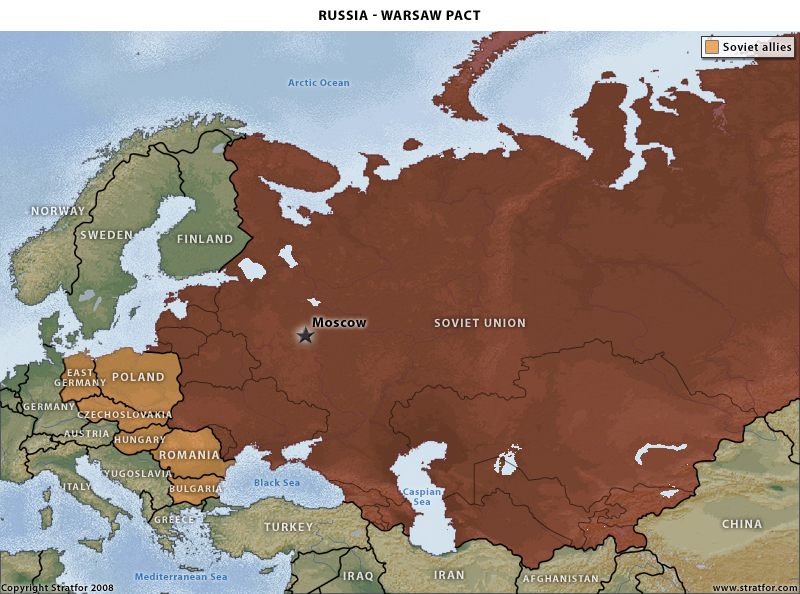 RUSSIA - WARSAW PACT
Soviet allies
Arctic Ocean
NORWAY
SWEDEN
FINLAND
Moscow
SOVIET UNION
EAST
GERMANY
POLAND
GERMANY
CZECHOSLOVAKIA
AUSTRIA
HUNGARY
ROMANIA
YUGOSLAVIA
ITALY
BULGARIA
Black Sea
Caspian
Sea
GREECE
TURKEY
CHINA
IRAQ
IRAN
AFGHANISTAN
Mediterranean Sea
Copyright Stratfor 2008
www.stratfor.com